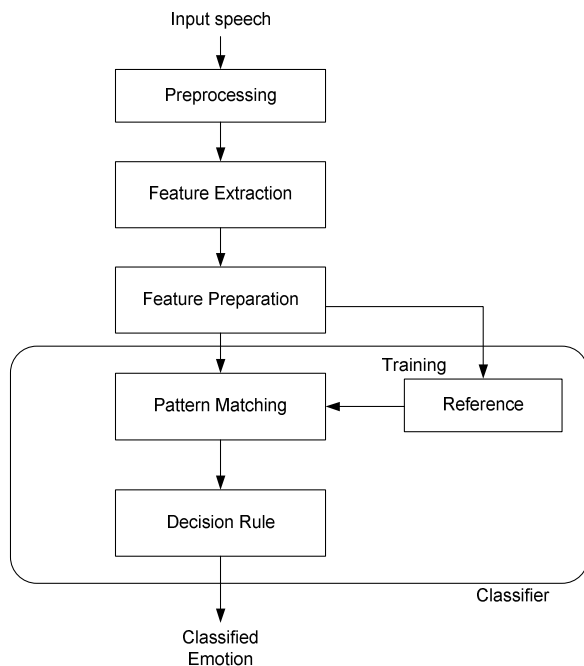 Input speech
Preprocessing
Feature Extraction
Feature Preparation
Training
Pattern Matching
Reference
Decision Rule
Classifier
Classified
Emotion